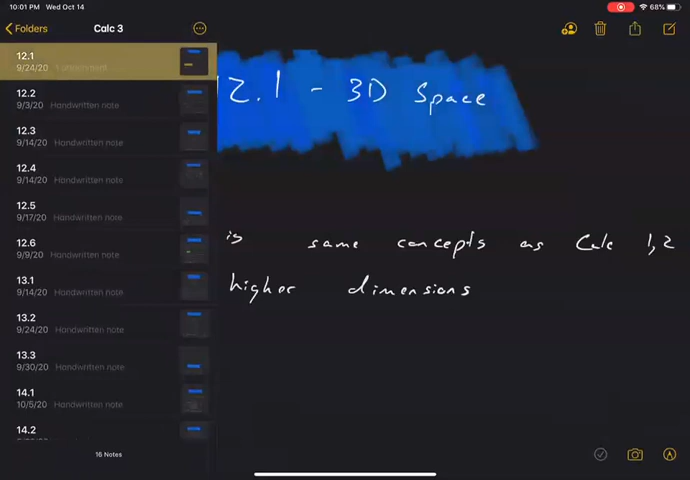 10:01 PM Wed Oct 14
68%
Folders
Calc 3
12.1
9/24/20 Handwritten note
12.2
9/3/20 Handwritten note
12.3
9/14/20 Handwritten note
12.4
9/14/20 Handwritten note
12.5
9/17/20 Handwritten note
12.6
9/9/20 Handwritten note
13.1
9/14/20 Handwritten note
13.2
9/24/20 Handwritten note
13.3
9/30/20 Handwritten note
14.1
10/5/20 Handwritten note
14.2
16 Notes
12.1 - 3D Space
is same concepts as Calc 1,2
higher dimensions